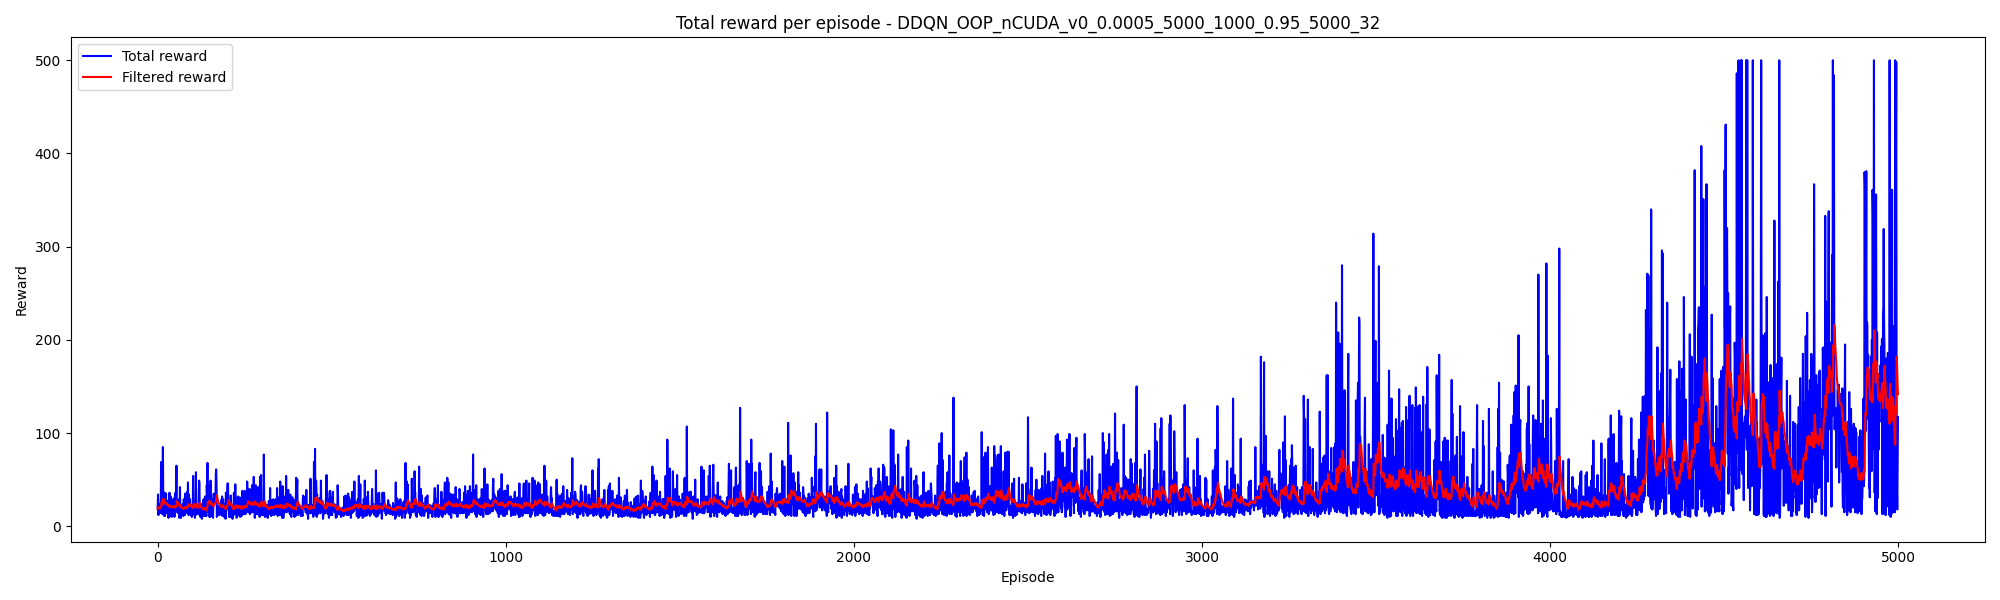 Total reward per episode - DDQN_OOP_nCUDA_v0_0.0005_5000_1000_0.95_5000_32
Total reward
Filtered reward
500
400
300
200
100
0
Reward
0 1000 2000 3000 4000 5000
Episode